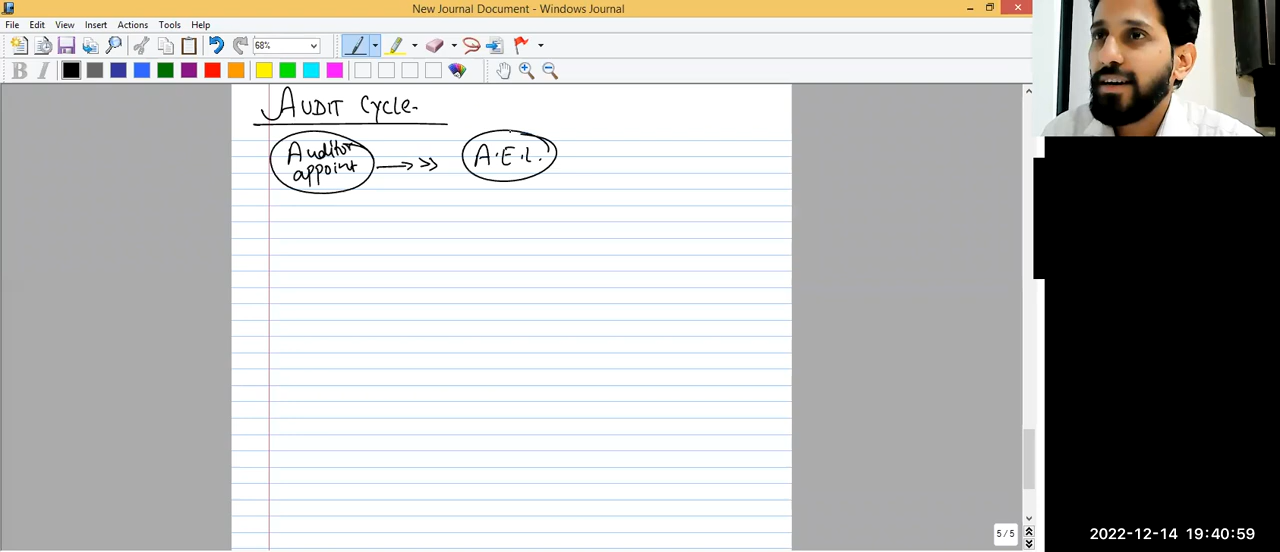 New Journal Document - Windows Journal
File Edit View Insert Actions Tools Help
68%
B I
AUDIT Cycle-
Auditor
appoint
A.E.L.
5 / 5
2022-12-14 19:40:59